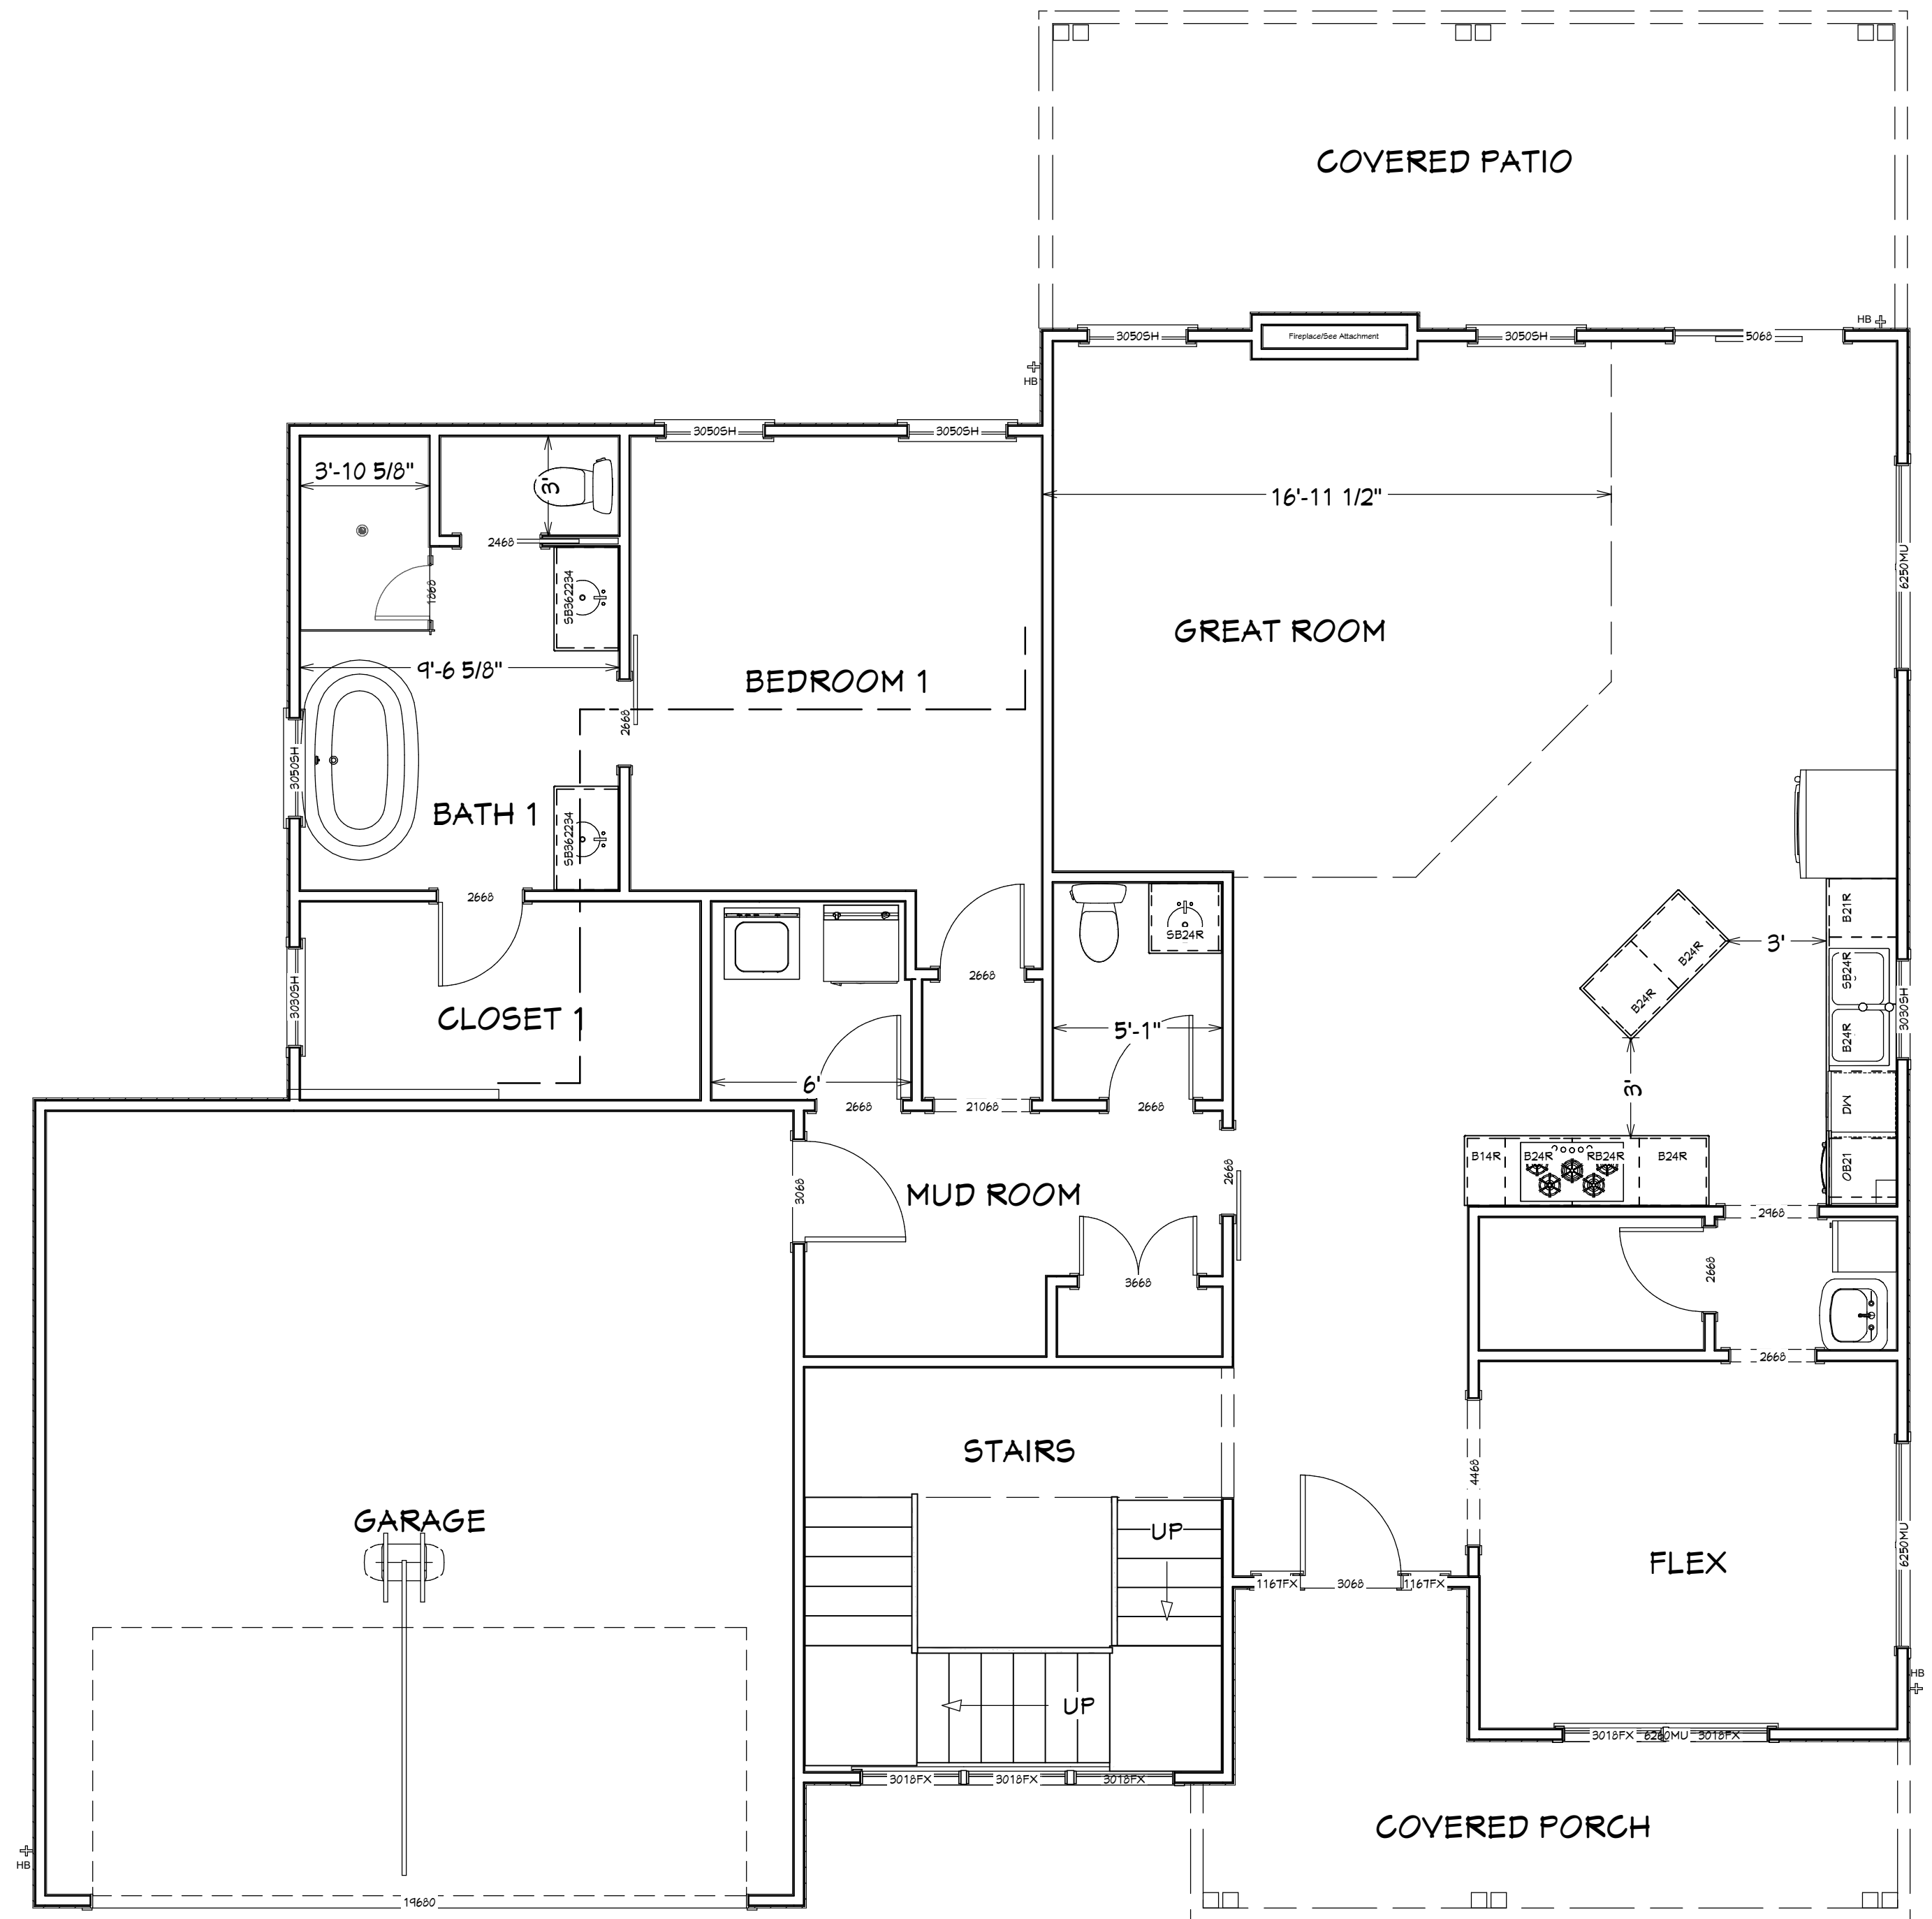 COVERED PATIO
HB
3050SH
Fireplace/See Attachment
3050SH
5068
HB
3050SH
3050SH
3'-10 5/8"
3'
16'-11 1/2"
2468
6250MU
1868
SB362234
GREAT ROOM
9'-6 5/8"
BEDROOM 1
2668
3050SH
BATH 1
SB362234
2668
B21R
SB24R
2668
B24R
3'
SB24R
B24R
3030SH
CLOSET 1
5'-1"
B24R
3030SH
6'
3'
2668
21068
2668
DW
B14R
B24R
RB24R
B24R
OB21
3068
MUD ROOM
2668
2968
3668
2668
2668
STAIRS
4468
GARAGE
UP
6250MU
FLEX
1167FX
3068
1167FX
HB
UP
3018FX
3018FX
3018FX
3018FX
3018FX
COVERED PORCH
HB
19680